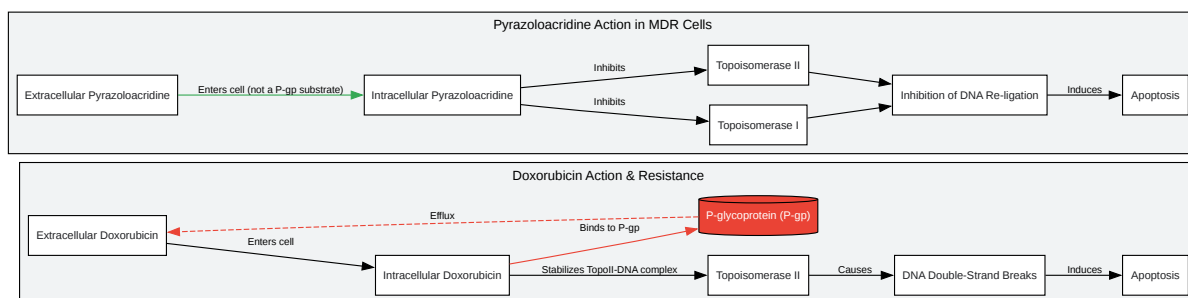 Pyrazoloacridine Action in MDR Cells
Extracellular Pyrazoloacridine
Enters cell (not a P-gp substrate)
Intracellular Pyrazoloacridine
Inhibits
Topoisomerase II
Inhibits
Topoisomerase I
Inhibition of DNA Re-ligation
Induces
Apoptosis
Doxorubicin Action & Resistance
Extracellular Doxorubicin
Efflux
P-glycoprotein (P-gp)
Enters cell
Binds to P-gp
Intracellular Doxorubicin
Stabilizes TopoII-DNA complex
Topoisomerase II
Causes
DNA Double-Strand Breaks
Induces
Apoptosis